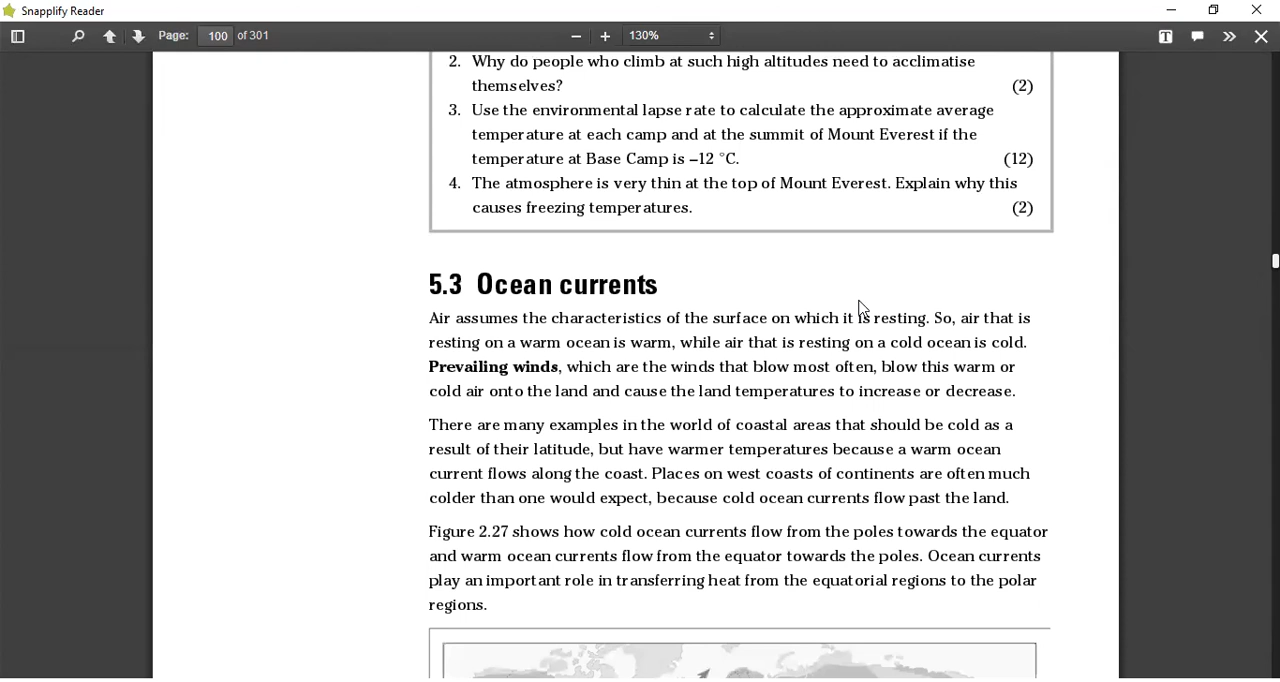 Snapplify Reader
Page: 100 of 301 130%
2. Why do people who climb at such high altitudes need to acclimatise
themselves? (2)
3. Use the environmental lapse rate to calculate the approximate average
temperature at each camp and at the summit of Mount Everest if the
temperature at Base Camp is –12 °C. (12)
4. The atmosphere is very thin at the top of Mount Everest. Explain why this
causes freezing temperatures. (2)
5.3 Ocean currents
Air assumes the characteristics of the surface on which it is resting. So, air that is
resting on a warm ocean is warm, while air that is resting on a cold ocean is cold.
Prevailing winds, which are the winds that blow most often, blow this warm or
cold air onto the land and cause the land temperatures to increase or decrease.
There are many examples in the world of coastal areas that should be cold as a
result of their latitude, but have warmer temperatures because a warm ocean
current flows along the coast. Places on west coasts of continents are often much
colder than one would expect, because cold ocean currents flow past the land.
Figure 2.27 shows how cold ocean currents flow from the poles towards the equator
and warm ocean currents flow from the equator towards the poles. Ocean currents
play an important role in transferring heat from the equatorial regions to the polar
regions.